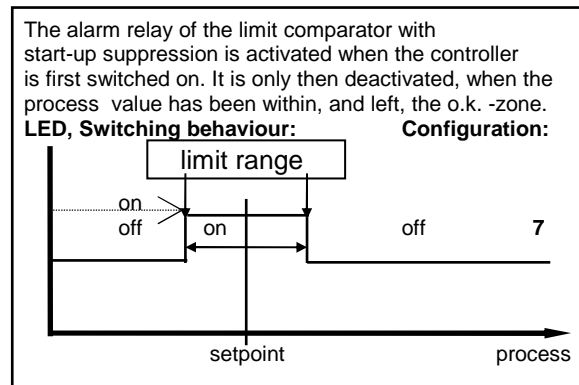 The alarm relay of the limit comparator with
start-up suppression is activated when the controller
is first switched on. It is only then deactivated, when the
process value has been within, and left, the o.k. -zone.
LED, Switching behaviour: Configuration:
limit range
on
off on off 7
setpoint process